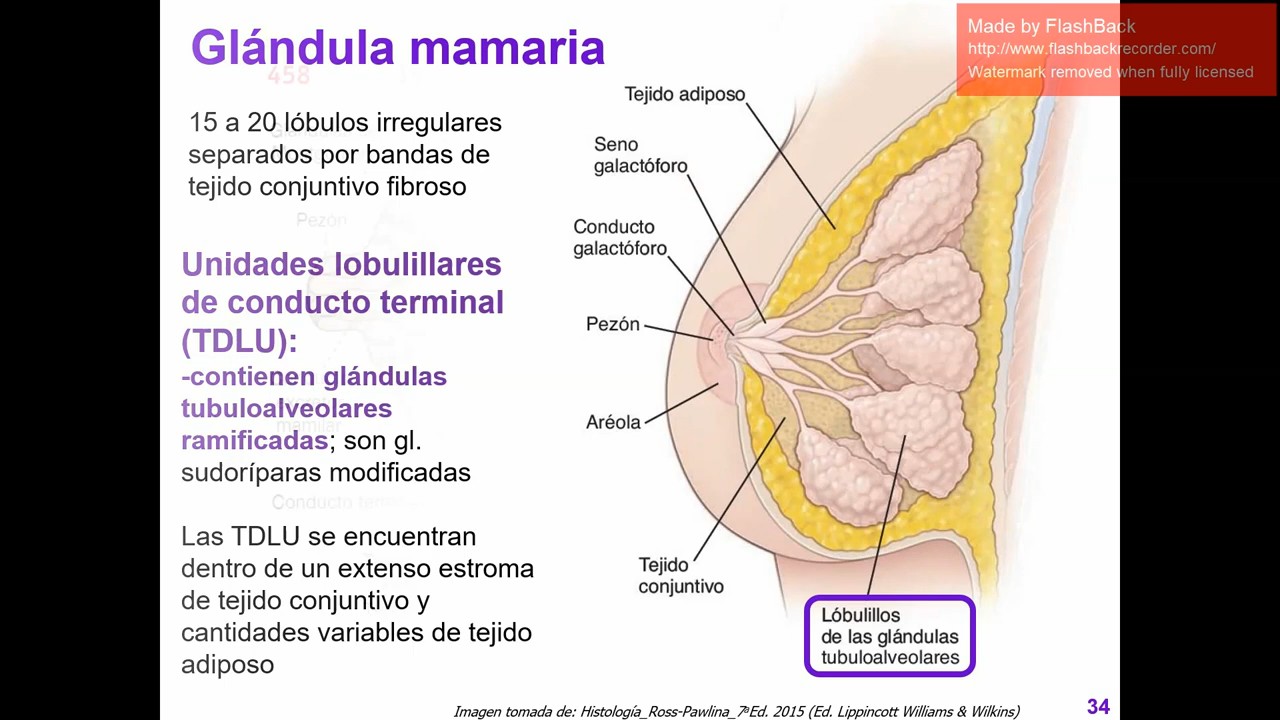 Glándula mamaria
458
15 a 20 lóbulos irregulares
separados por bandas de
tejido conjuntivo fibroso
Pezón
Unidades lobulillares
de conducto terminal
(TDLU):
-contienen glándulas
tubuloalveolares
ramificadas; son gl.
sudoríparas modificadas
mamilar
Conducto
Las TDLU se encuentran
dentro de un extenso estroma
de tejido conjuntivo y
cantidades variables de tejido
adiposo
Made by FlashBack
http://www.flashbackrecorder.com/
Watermark removed when fully licensed
Tejido adiposo
Seno
galactóforo
Conducto
galactóforo
Pezón
Aréola
Tejido
conjuntivo
Lóbulillos
de las glándulas
tubuloalveolares
Imagen tomada de: Histología_Ross-Pawlina_7ªEd. 2015 (Ed. Lippincott Williams & Wilkins)
34